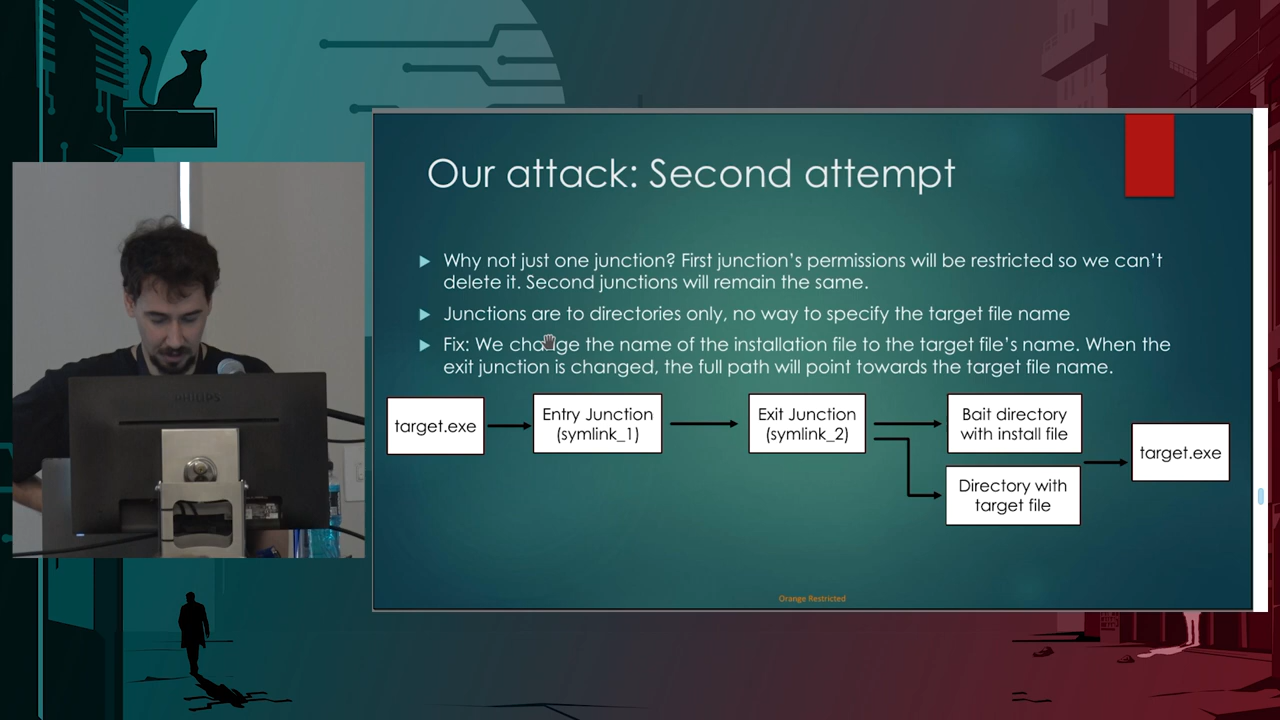 Our attack: Second attempt
Why not just one junction? First junction's permissions will be restricted so we can't
delete it. Second junctions will remain the same.
Junctions are to directories only, no way to specify the target file name
Fix: We change the name of the installation file to the target file's name. When the
exit junction is changed, the full path will point towards the target file name.
target.exe
Entry Junction
(symlink_1)
Exit Junction
(symlink_2)
Bait directory
with install file
Directory with
target file
target.exe
Orange Restricted
PHILIPS